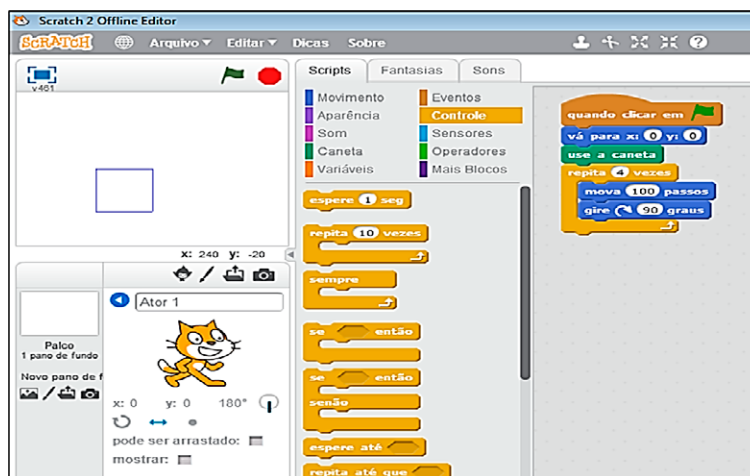 Scratch 2 Offline Editor
SCRATCH Arquivo Editar Dicas Sobre
v461
x: 240 y: -20
Palco
1 pano de fundo
Novo pano de f
Ator 1
x: 0 y: 0 180°
pode ser arrastado:
mostrar:
Scripts Fantasias Sons
Movimento Eventos
Aparência Controle
Som Sensores
Caneta Operadores
Variáveis Mais Blocos
espere 1 seg
repita 10 vezes
sempre
se então
se então
senão
espere até
repita até que
quando clicar em
vá para x: 0 y: 0
use a caneta
repita 4 vezes
mova 100 passos
gire 90 graus